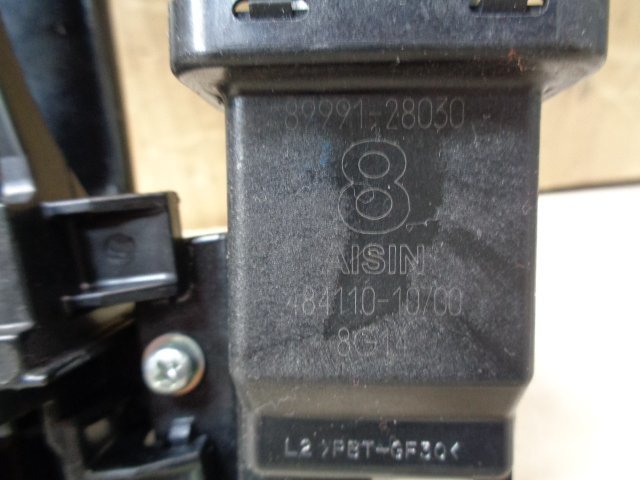 89991-28030
8
AISIN
484110-10700
8G14
L2 >PBT-GF30<